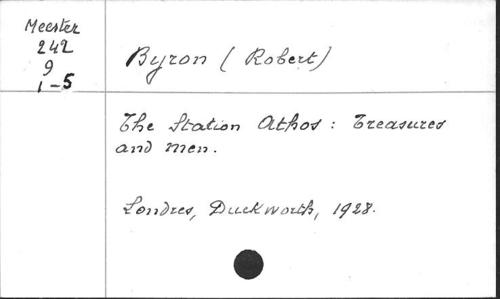 Meester
242
9
1-5
Byron (Robert)
The Station Athos : Treasures
and men.
Londres, Duckworth, 1928.